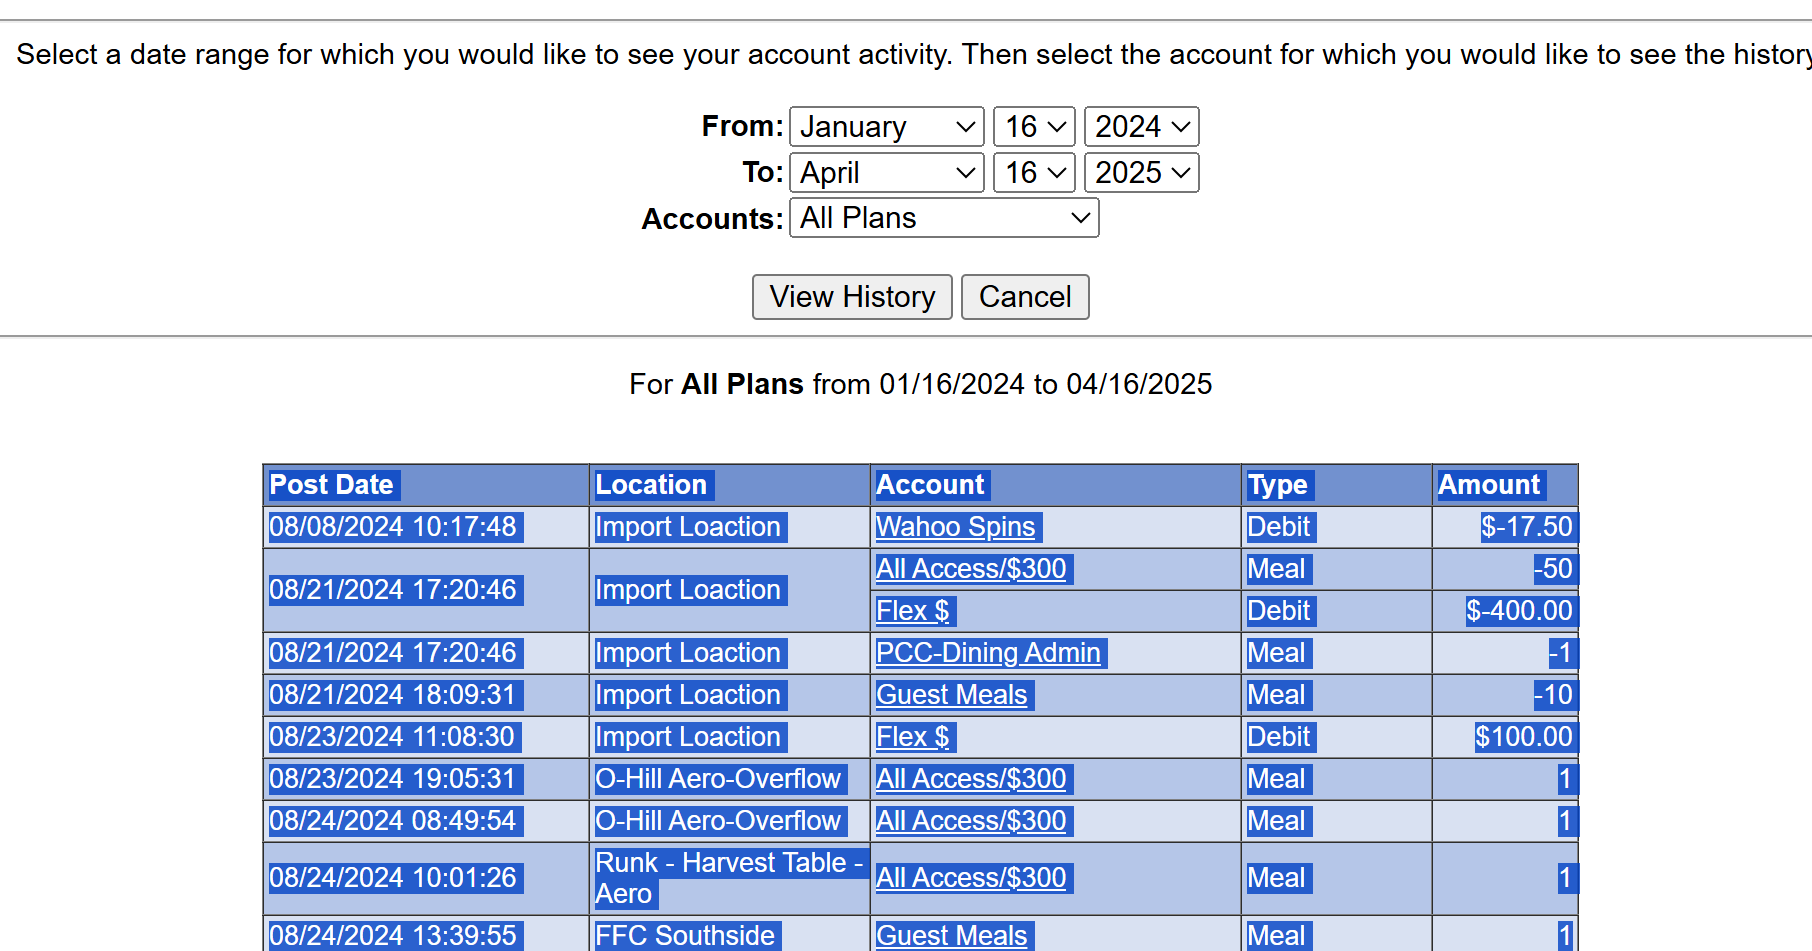 Select a date range for which you would like to see your account activity. Then select the account for which you would like to see the history
From: January 16 2024
To: April 16 2025
Accounts: All Plans
View History Cancel
For All Plans from 01/16/2024 to 04/16/2025
Post Date Location Account Type Amount
08/08/2024 10:17:48 Import Loaction Wahoo Spins Debit $-17.50
08/21/2024 17:20:46 Import Loaction All Access/$300 Meal -50
Flex $ Debit $-400.00
08/21/2024 17:20:46 Import Loaction PCC-Dining Admin Meal -1
08/21/2024 18:09:31 Import Loaction Guest Meals Meal -10
08/23/2024 11:08:30 Import Loaction Flex $ Debit $100.00
08/23/2024 19:05:31 O-Hill Aero-Overflow All Access/$300 Meal 1
08/24/2024 08:49:54 O-Hill Aero-Overflow All Access/$300 Meal 1
08/24/2024 10:01:26 Runk - Harvest Table - All Access/$300 Meal 1
Aero
08/24/2024 13:39:55 FFC Southside Guest Meals Meal 1